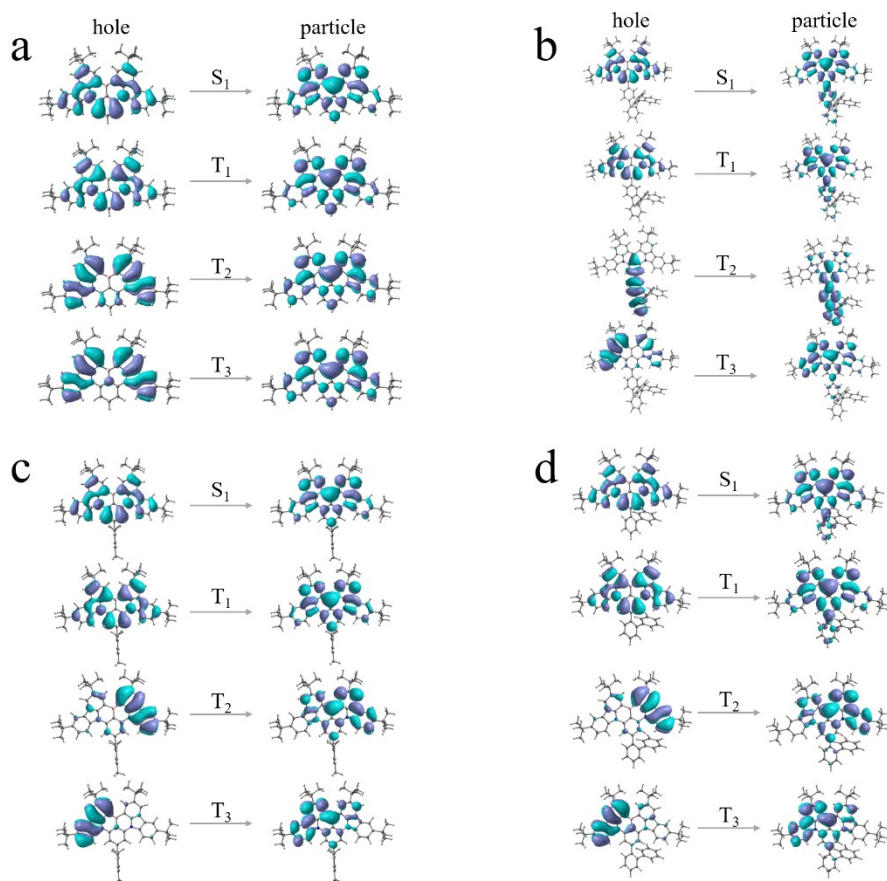 a
hole particle
S₁
T₁
T₂
T₃
b
hole particle
S₁
T₁
T₂
T₃
c
S₁
T₁
T₂
T₃
d
S₁
T₁
T₂
T₃